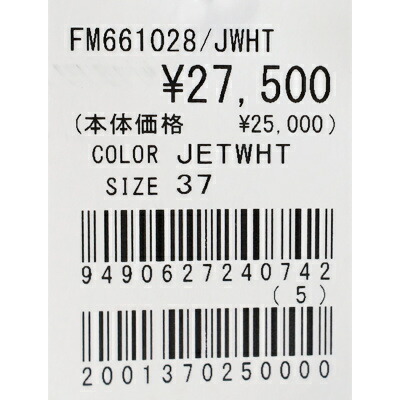 FM661028/JWHT
¥27,500
(本体価格 ¥25,000)
COLOR JETWHT
SIZE 37
9490627240742
(5)
2001370250000